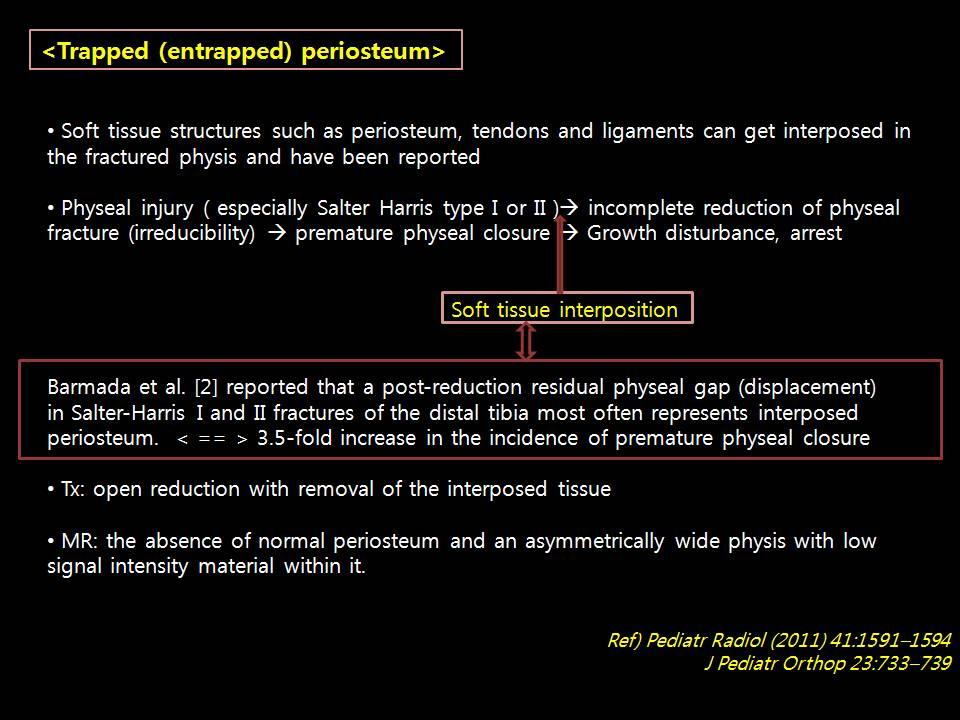 <Trapped (entrapped) periosteum>
• Soft tissue structures such as periosteum, tendons and ligaments can get interposed in
the fractured physis and have been reported
• Physeal injury ( especially Salter Harris type I or II )→ incomplete reduction of physeal
fracture (irreducibility) → premature physeal closure → Growth disturbance, arrest
Soft tissue interposition
Barmada et al. [2] reported that a post-reduction residual physeal gap (displacement)
in Salter-Harris I and II fractures of the distal tibia most often represents interposed
periosteum. < == > 3.5-fold increase in the incidence of premature physeal closure
• Tx: open reduction with removal of the interposed tissue
• MR: the absence of normal periosteum and an asymmetrically wide physis with low
signal intensity material within it.
Ref) Pediatr Radiol (2011) 41:1591–1594
J Pediatr Orthop 23:733–739